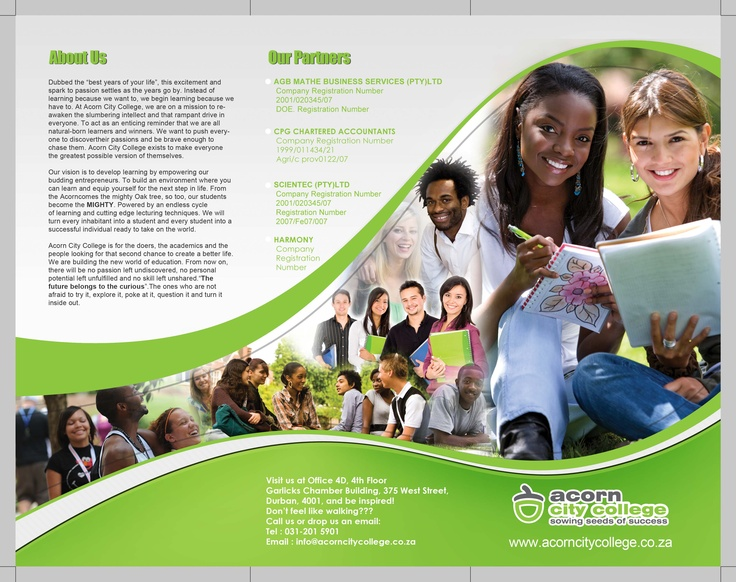 About Us
Dubbed the “best years of your life”, this excitement and
spark to passion settles as the years go by. Instead of
learning because we want to, we begin learning because we
have to. At Acorn City College, we are on a mission to re-
awaken the slumbering intellect and that rampant drive in
everyone. To act as an enticing reminder that we are all
natural-born learners and winners. We want to push every-
one to discovertheir passions and be brave enough to
chase them. Acorn City College exists to make everyone
the greatest possible version of themselves.
Our vision is to develop learning by empowering our
budding entrepreneurs. To build an environment where you
can learn and equip yourself for the next step in life. From
the Acorncomes the mighty Oak tree, so too, our students
become the MIGHTY. Powered by an endless cycle
of learning and cutting edge lecturing techniques. We will
turn every inhabitant into a student and every student into a
successful individual ready to take on the world.
Acorn City College is for the doers, the academics and the
people looking for that second chance to create a better life.
We are building the new world of education. From now on,
there will be no passion left undiscovered, no personal
potential left unfulfilled and no skill left unshared."The
future belongs to the curious".The ones who are not
afraid to try it, explore it, poke at it, question it and turn it
inside out.
Our Partners
AGB MATHE BUSINESS SERVICES (PTY)LTD
Company Registration Number
2001/020345/07
DOE. Registration Number
CPG CHARTERED ACCOUNTANTS
Company Registration Number
1999/011434/21
Agri/c prov0122/07
SCIENTEC (PTY)LTD
Company Registration Number
2001/020345/07
Registration Number
2007/Fe07/007
HARMONY
Company
Registration
Number
Visit us at Office 4D, 4th Floor
Garlicks Chamber Building, 375 West Street,
Durban, 4001, and be inspired!
Don't feel like walking???
Call us or drop us an email:
Tel : 031-201 5901
Email : info@acorncitycollege.co.za
acorn
city college
sowing seeds of success
www.acorncitycollege.co.za